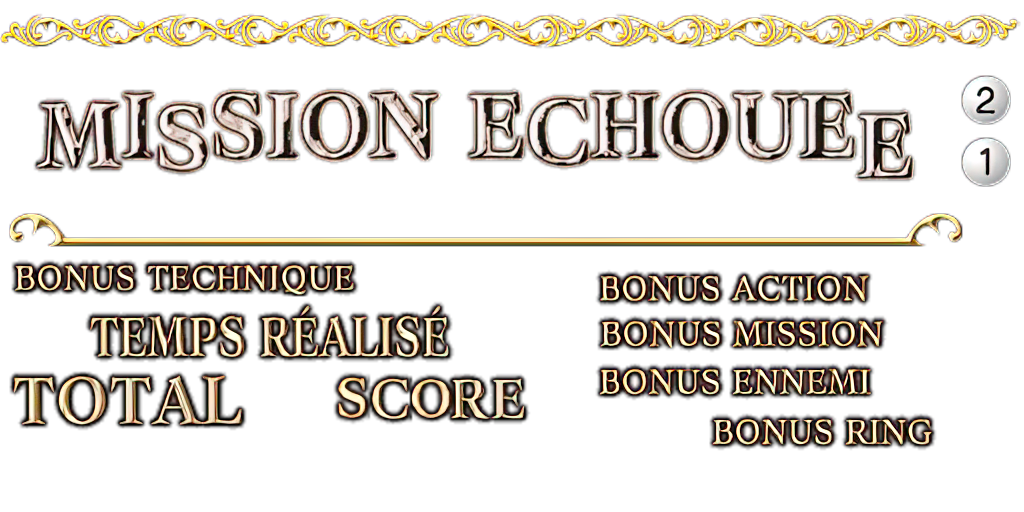 MISSION ECHOUEE
2
1
BONUS TECHNIQUE
TEMPS RÉALISÉ
TOTAL
SCORE
BONUS ACTION
BONUS MISSION
BONUS ENNEMI
BONUS RING